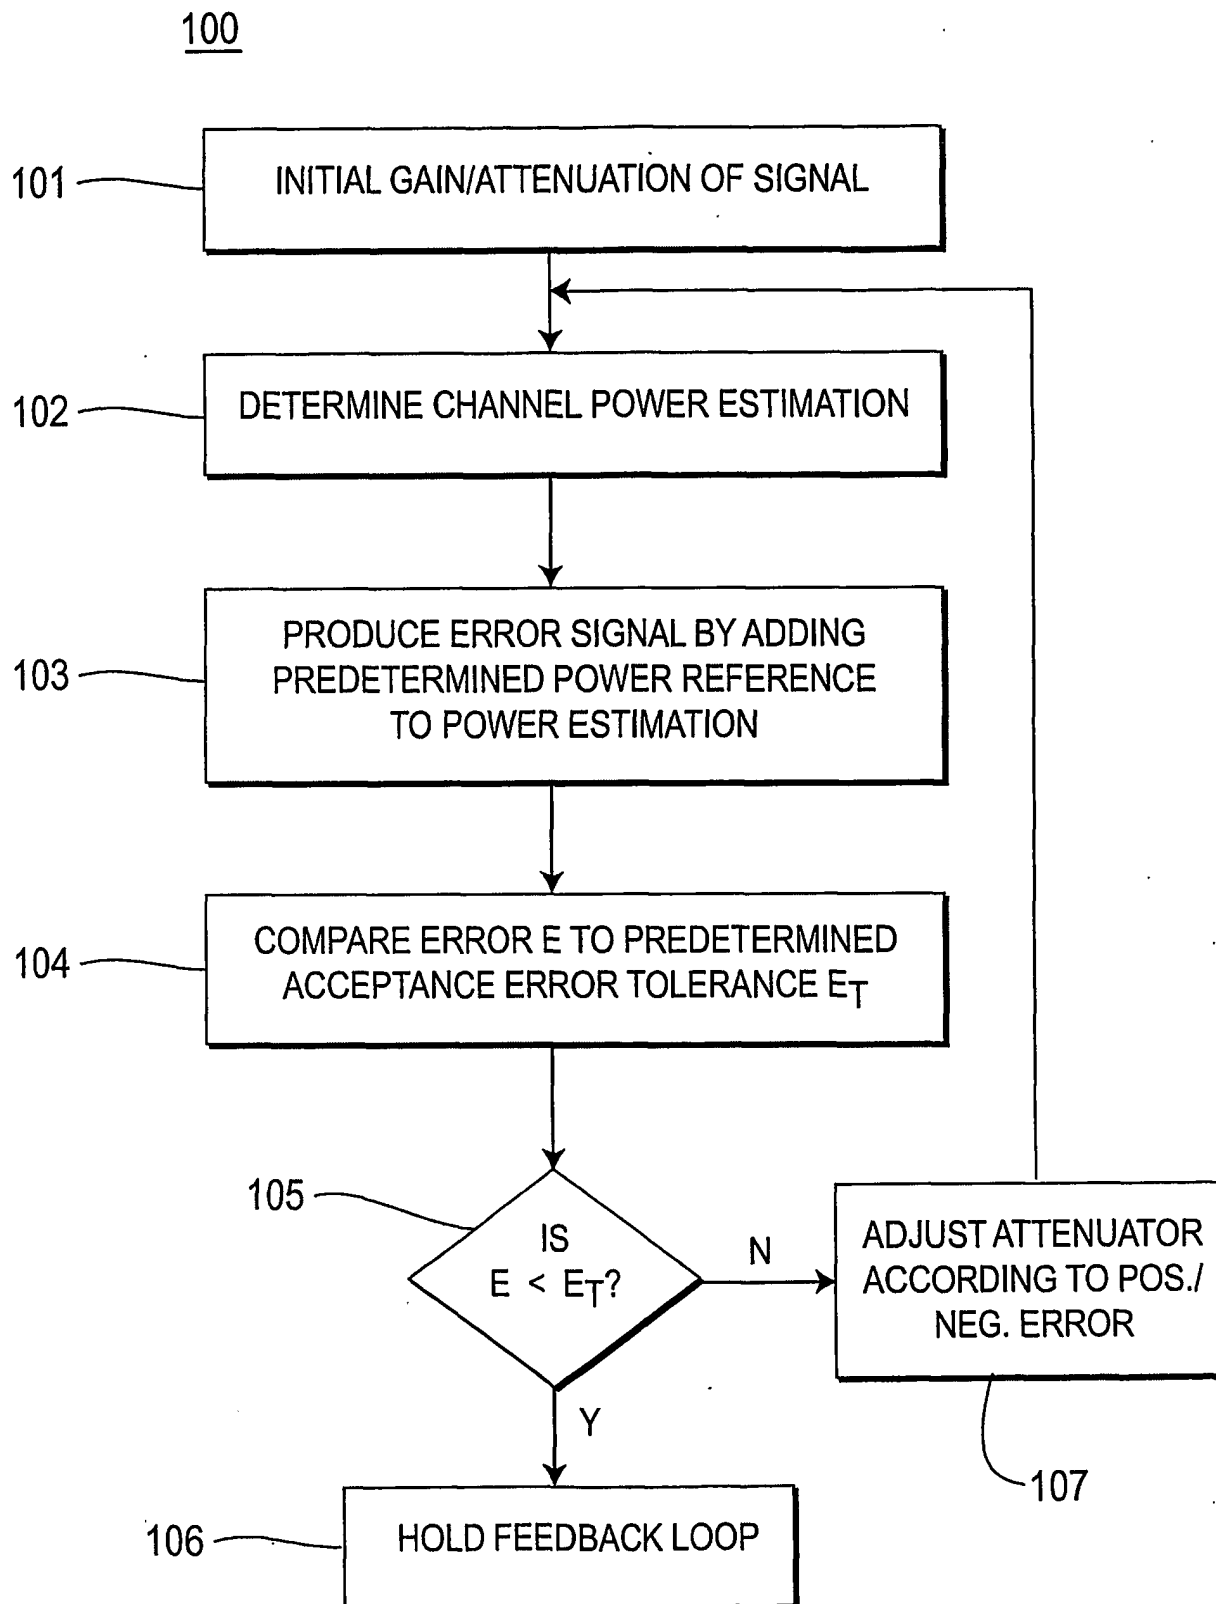 100
101
INITIAL GAIN/ATTENUATION OF SIGNAL
102
DETERMINE CHANNEL POWER ESTIMATION
103
PRODUCE ERROR SIGNAL BY ADDING
PREDETERMINED POWER REFERENCE
TO POWER ESTIMATION
104
COMPARE ERROR E TO PREDETERMINED
ACCEPTANCE ERROR TOLERANCE ET
105
IS
E < ET?
N
ADJUST ATTENUATOR
ACCORDING TO POS./
NEG. ERROR
107
Y
106
HOLD FEEDBACK LOOP